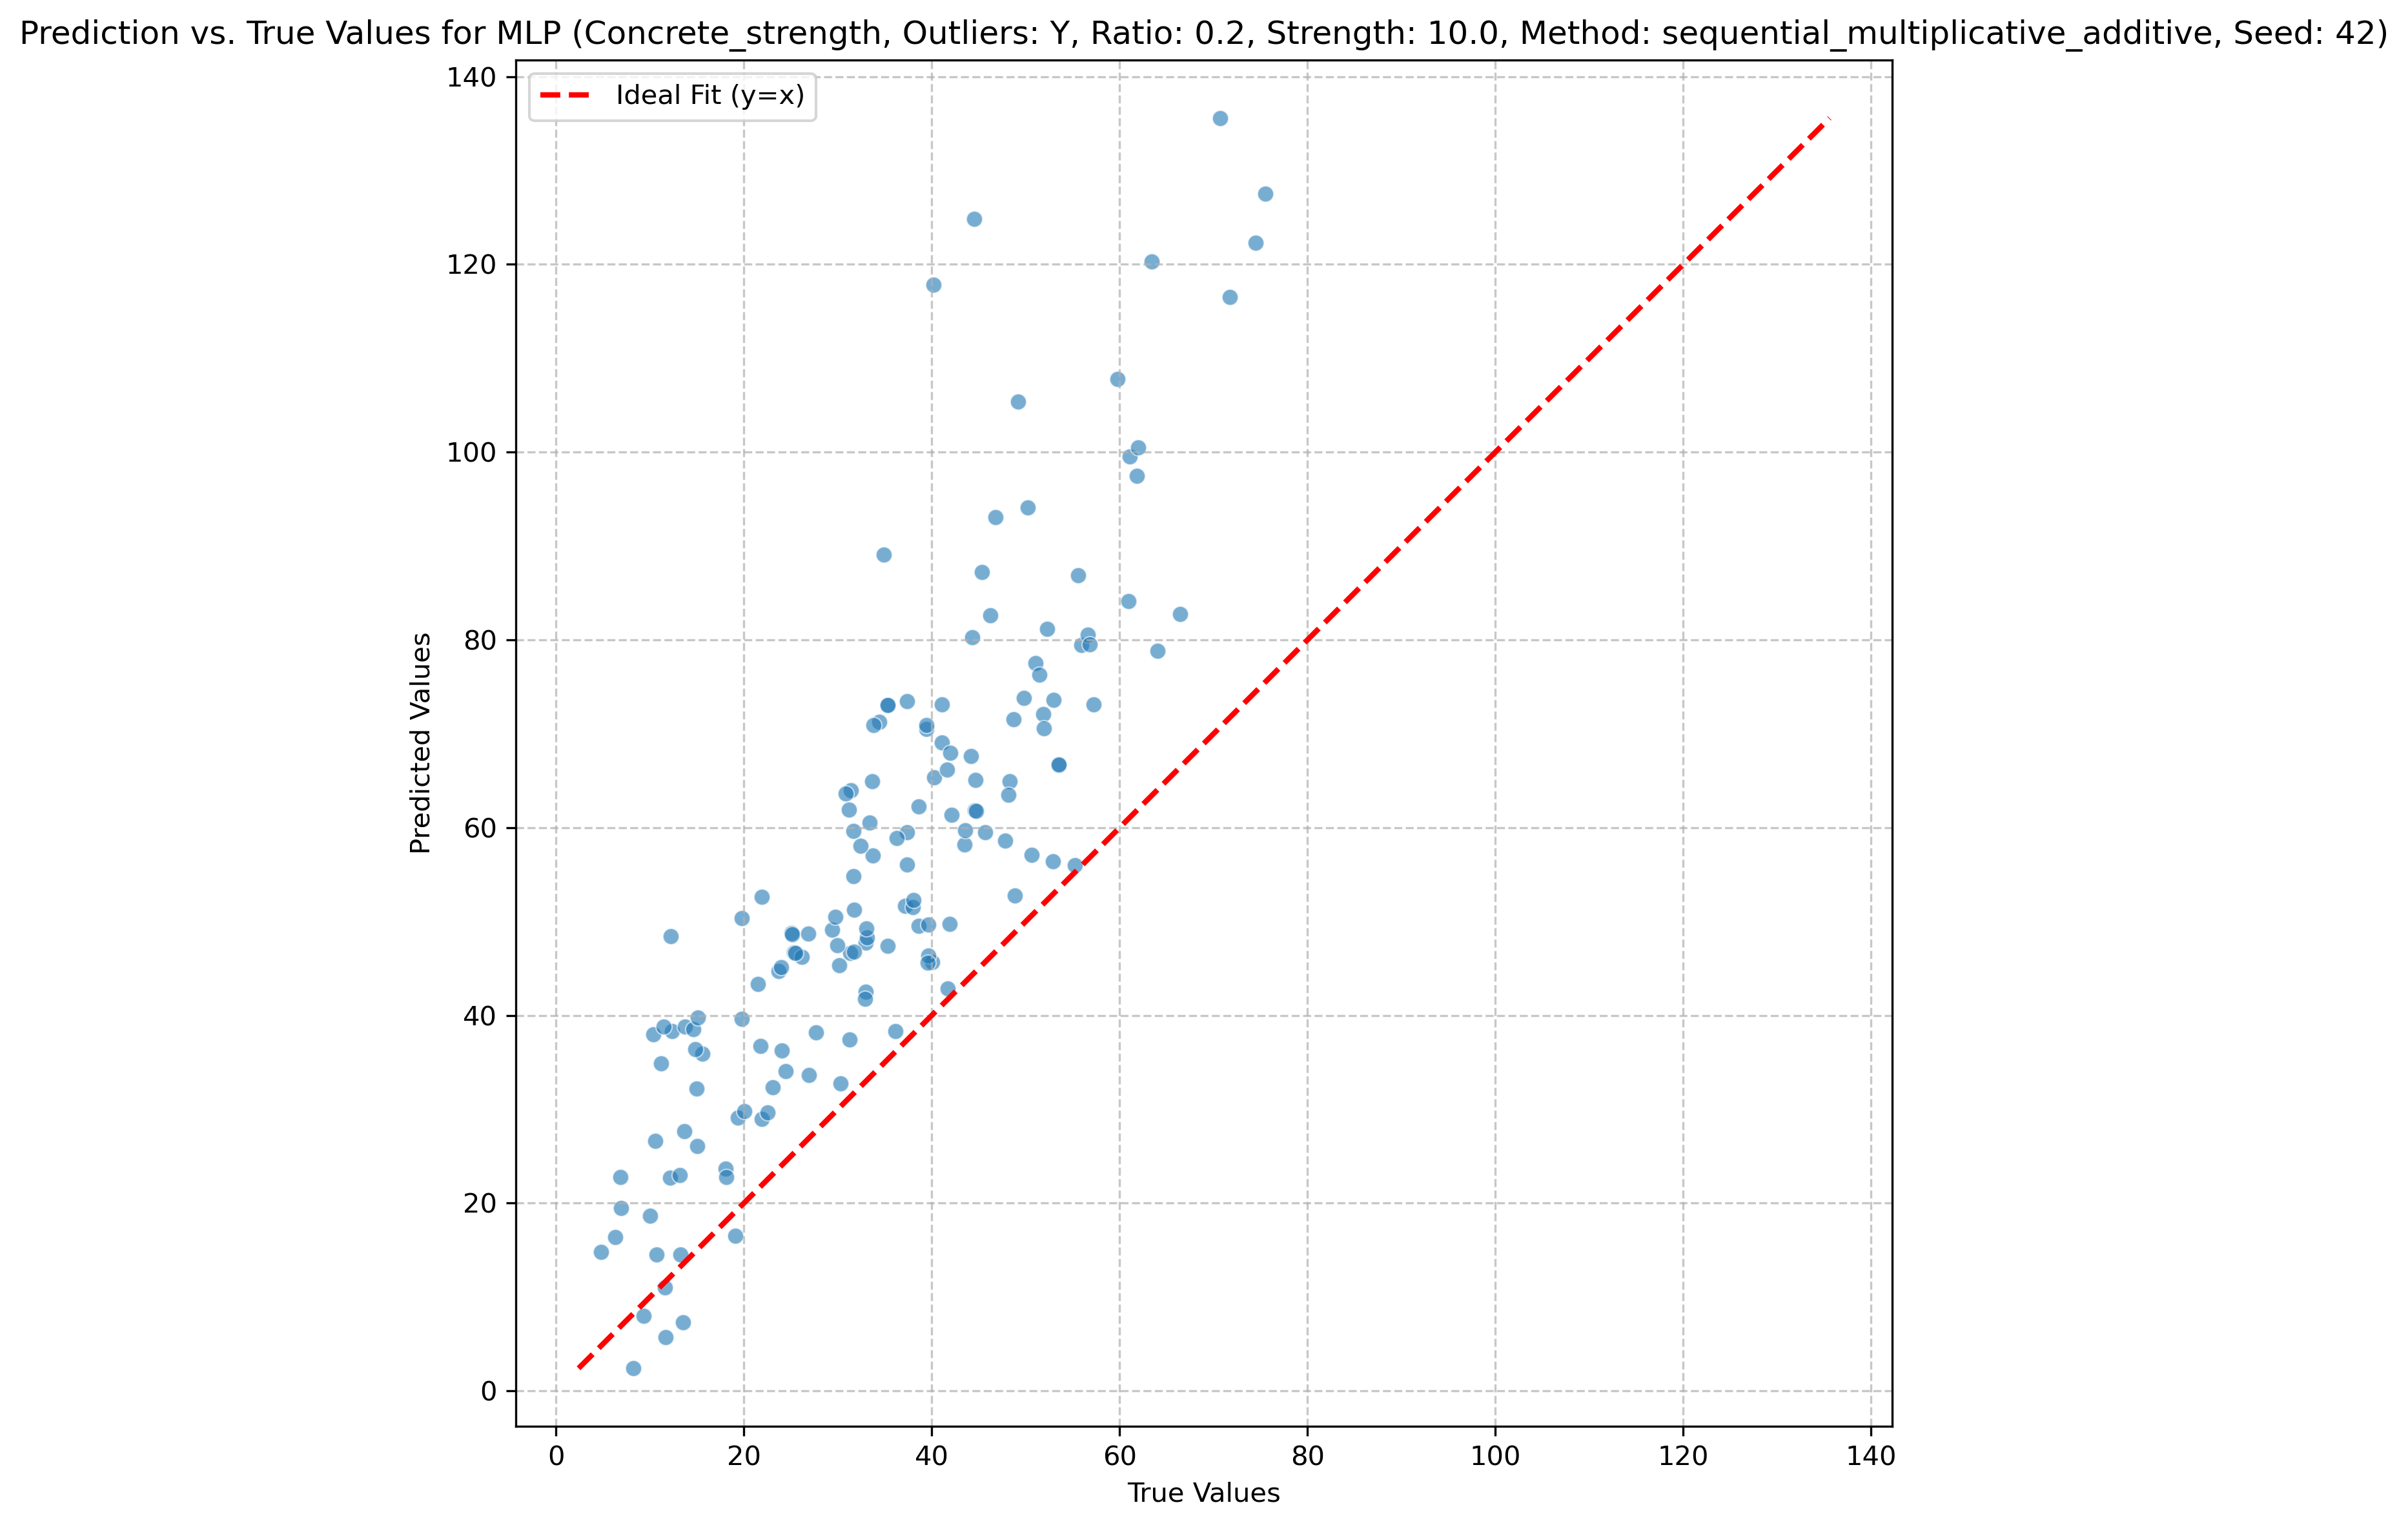 Prediction vs. True Values for MLP (Concrete_strength, Outliers: Y, Ratio: 0.2, Strength: 10.0, Method: sequential_multiplicative_additive, Seed: 42)
Ideal Fit (y=x)
Predicted Values
140
120
100
80
60
40
20
0
0 20 40 60 80 100 120 140
True Values